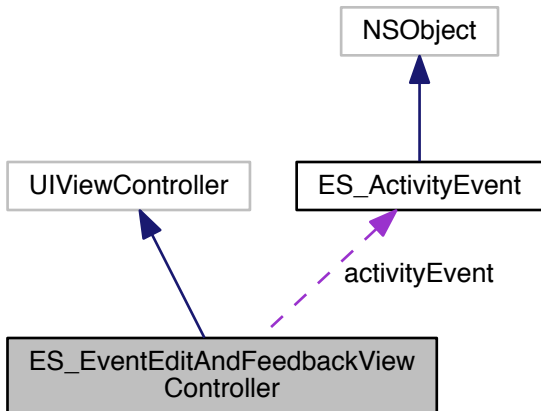 NSObject
UIViewController
ES_ActivityEvent
activityEvent
ES_EventEditAndFeedbackView
Controller